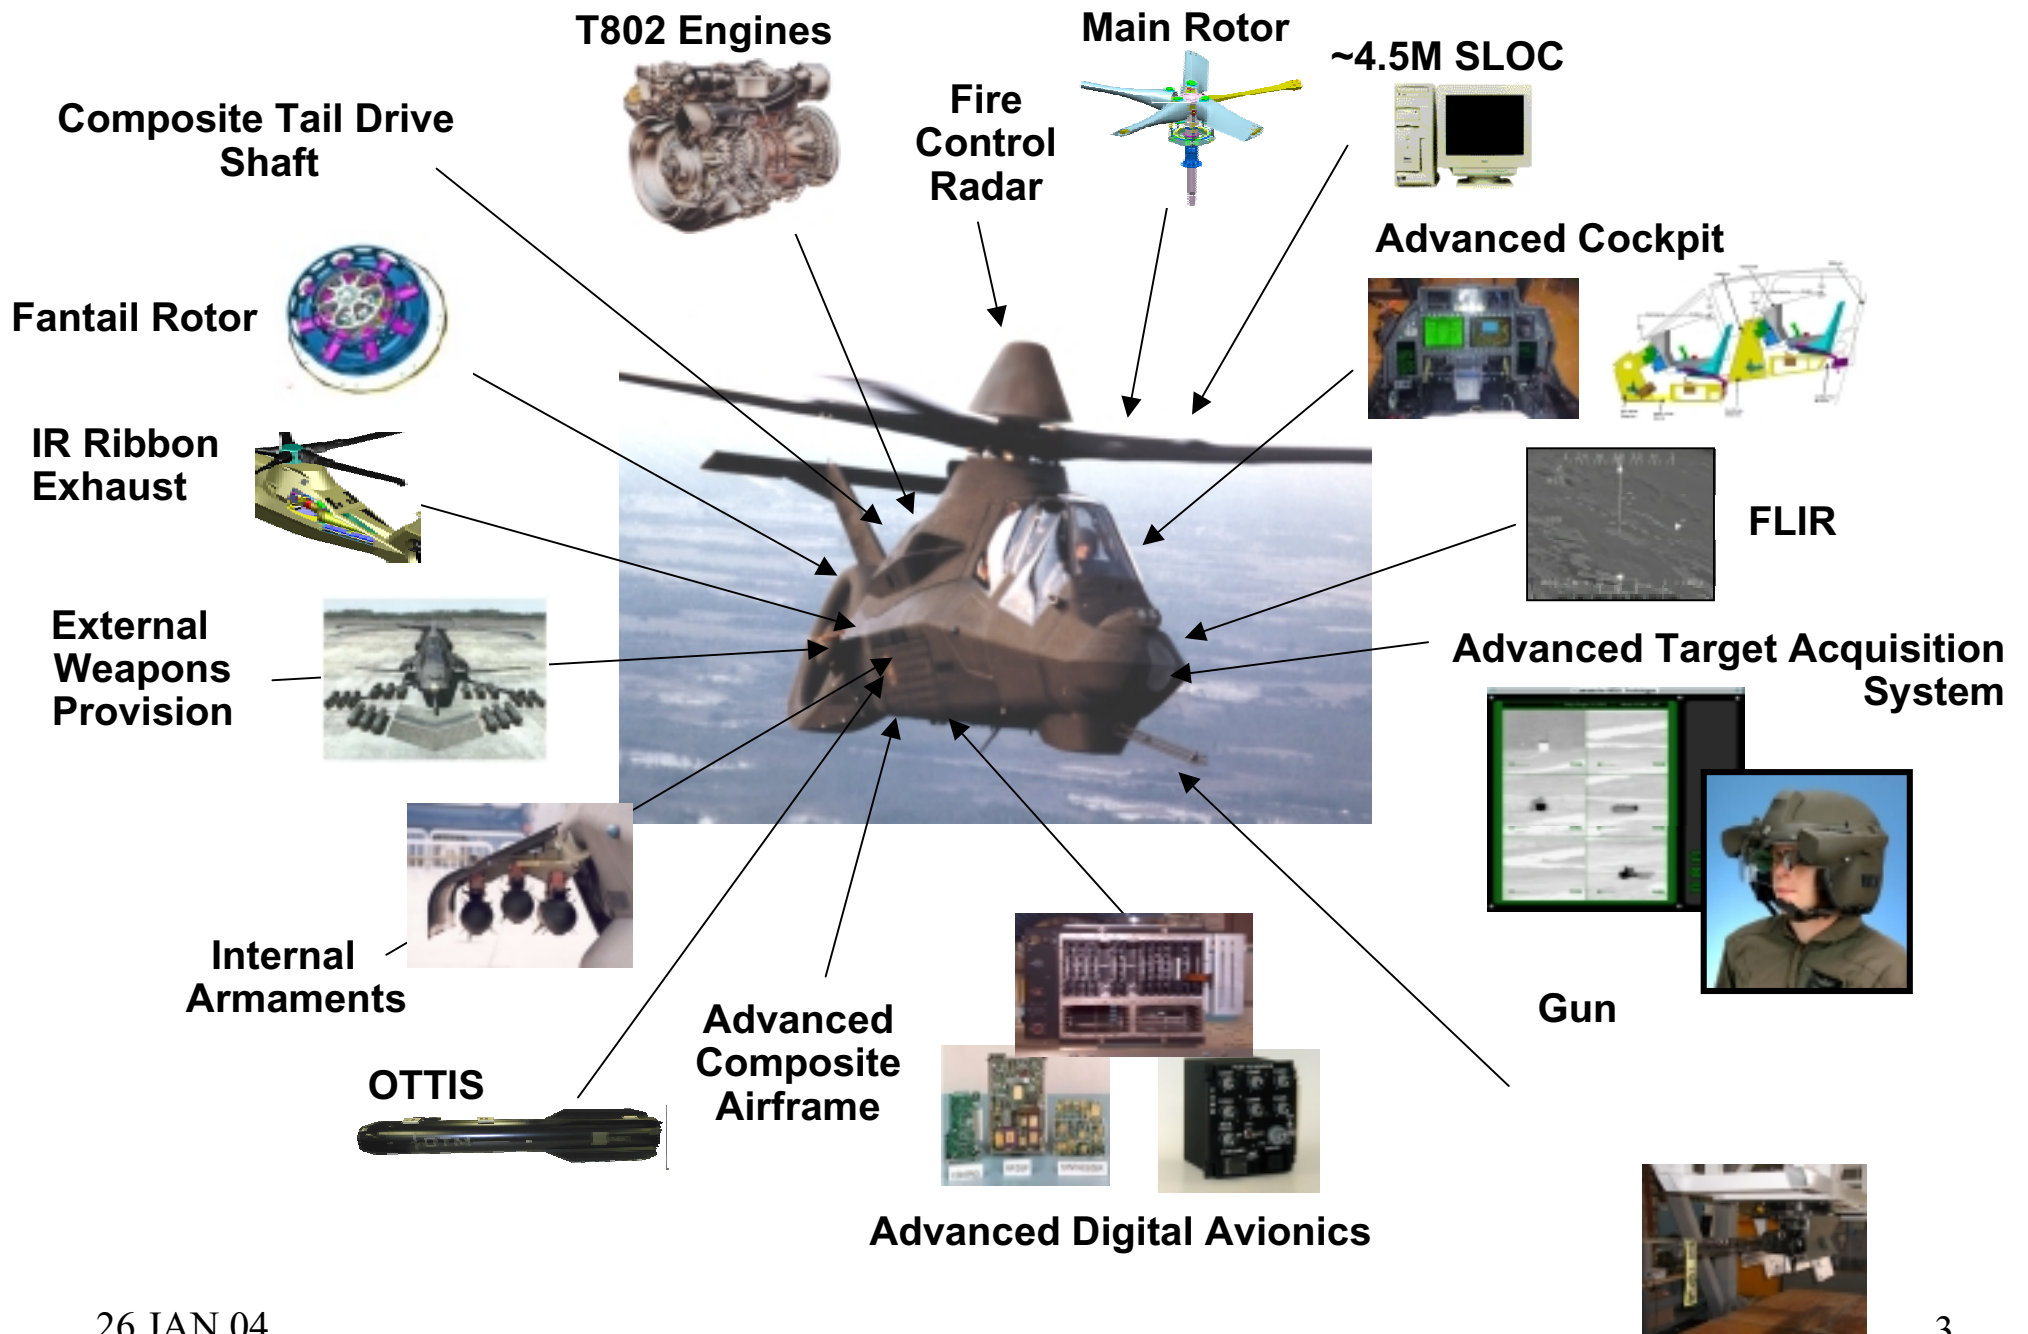 T802 Engines
Main Rotor
~4.5M SLOC
Fire
Control
Radar
Composite Tail Drive
Shaft
Advanced Cockpit
Fantail Rotor
IR Ribbon
Exhaust
FLIR
External
Weapons
Provision
Advanced Target Acquisition
System
Internal
Armaments
Gun
Advanced
Composite
Airframe
OTTIS
Advanced Digital Avionics
26 JAN 04
3